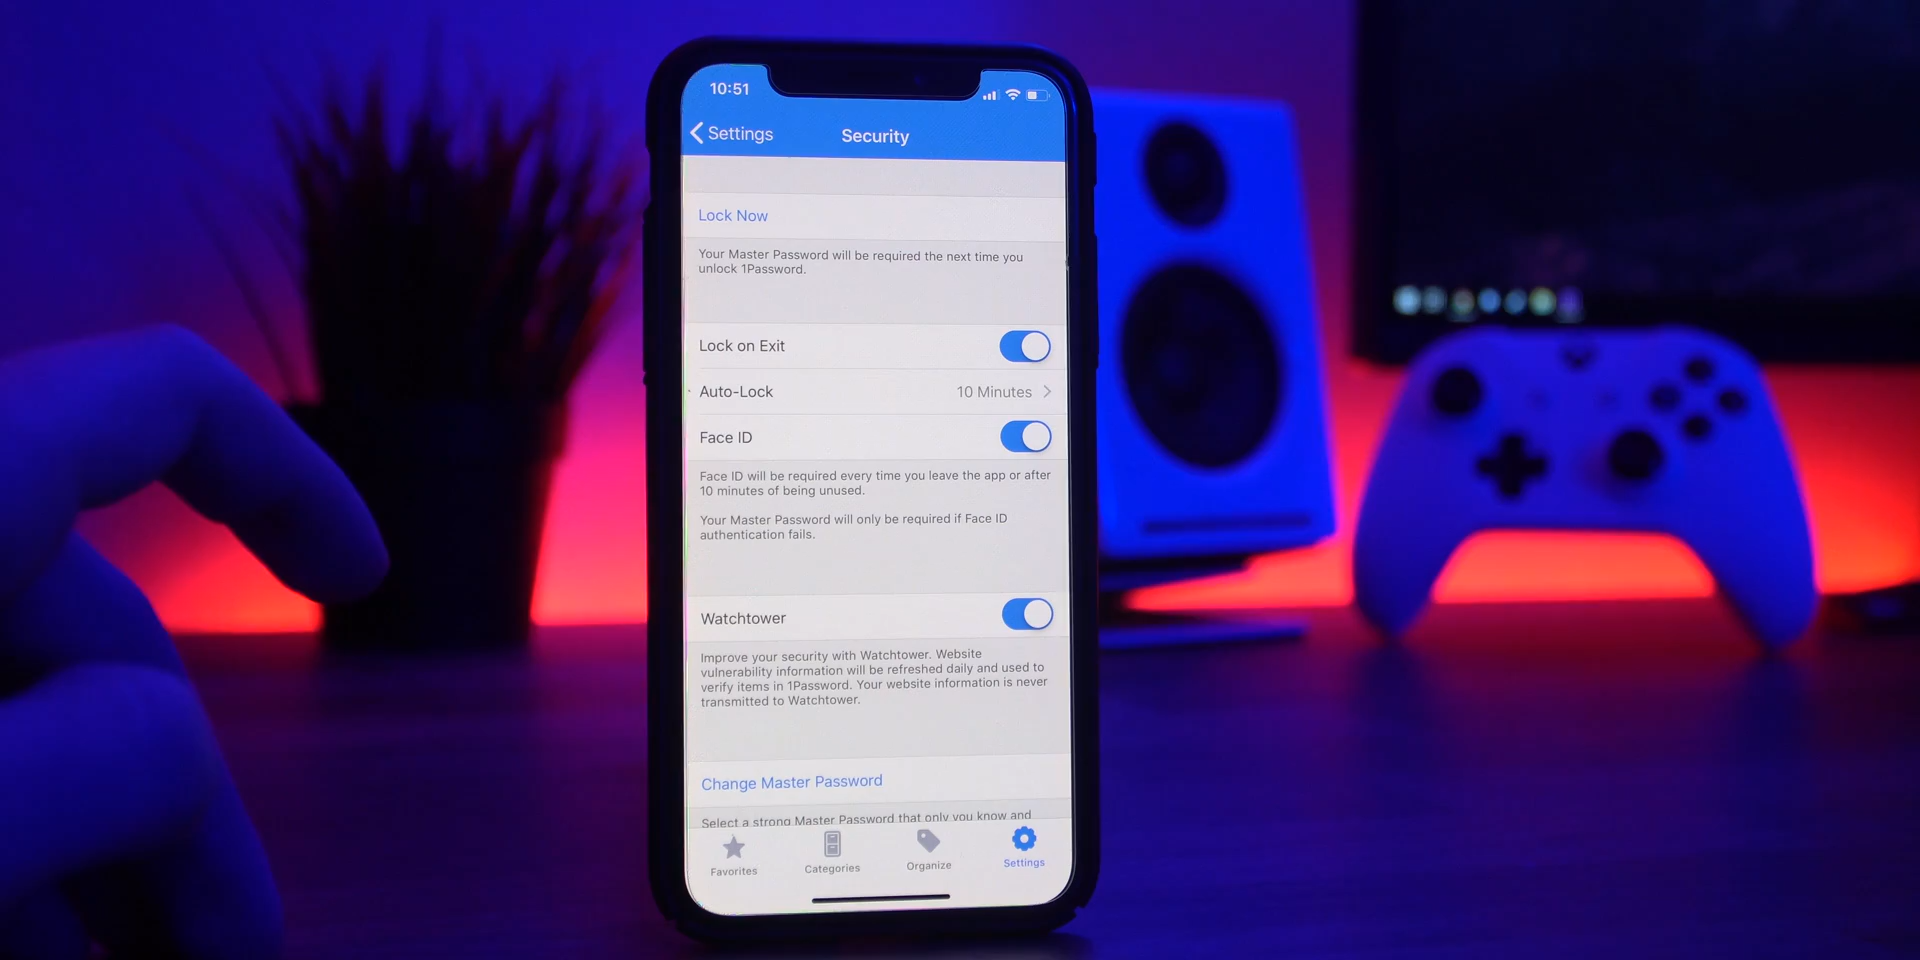 10:51
Settings
Security
Lock Now
Your Master Password will be required the next time you
unlock 1Password.
Lock on Exit
Auto-Lock
10 Minutes
Face ID
Face ID will be required every time you leave the app or after
10 minutes of being unused.
Your Master Password will only be required if Face ID
authentication fails.
Watchtower
Improve your security with Watchtower. Website
vulnerability information will be refreshed daily and used to
verify items in 1Password. Your website information is never
transmitted to Watchtower.
Change Master Password
Select a strong Master Password that only you know and
Favorites
Categories
Organize
Settings